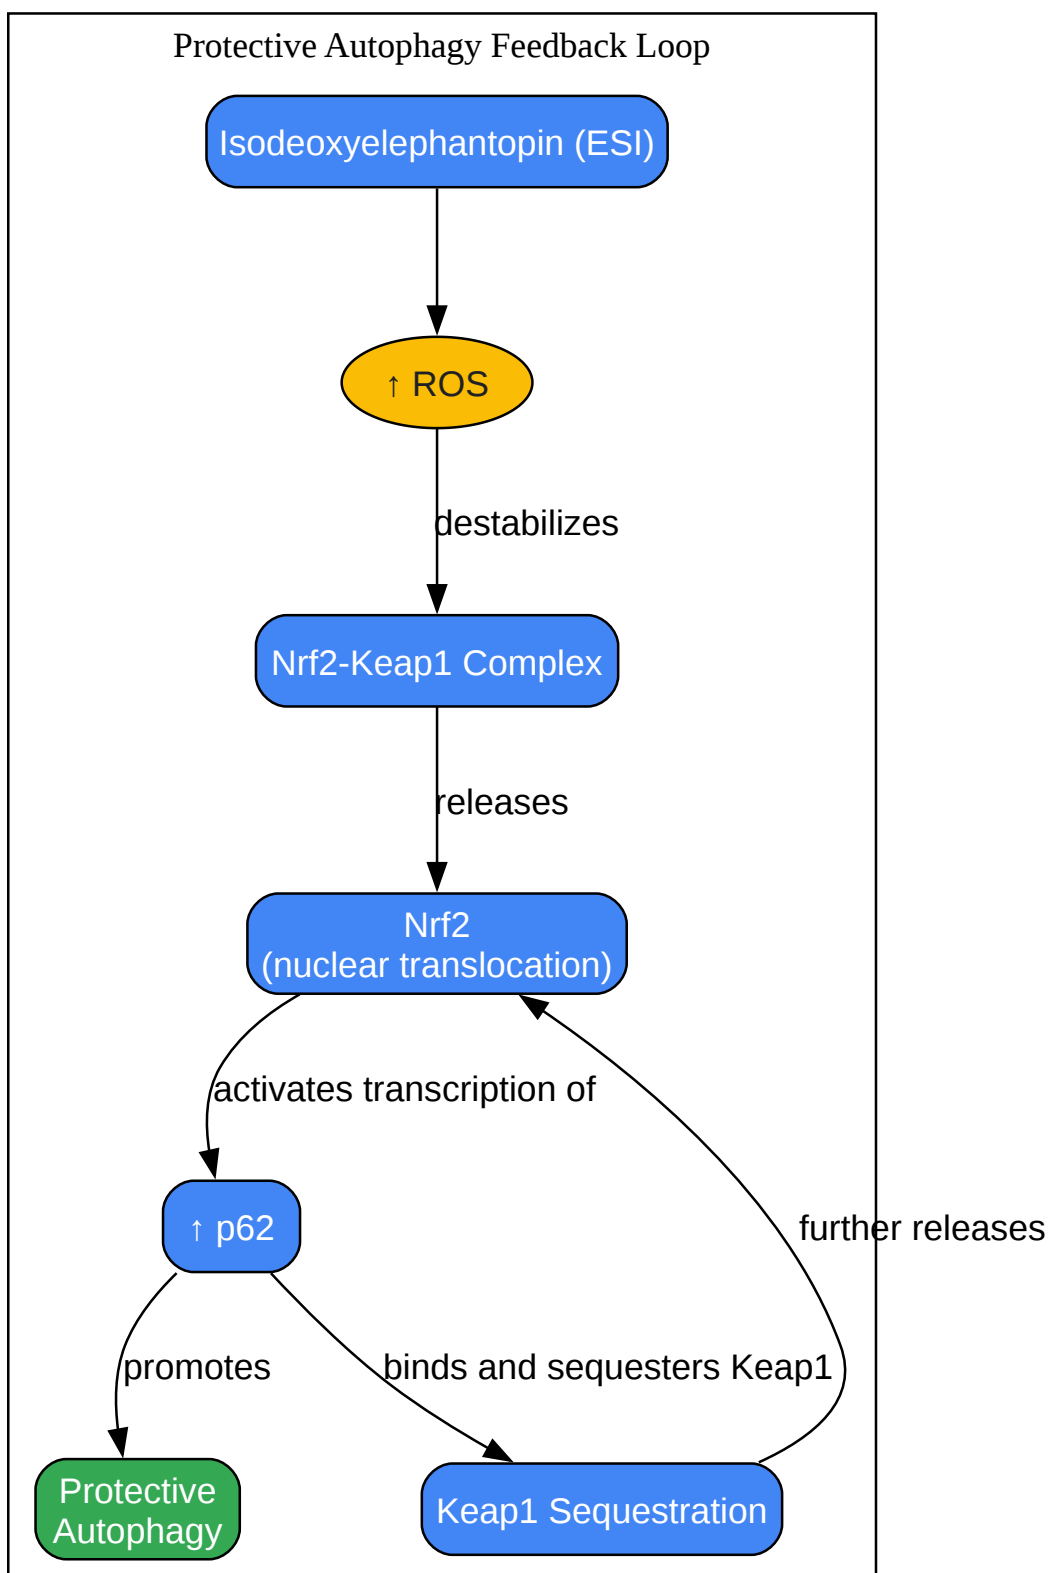 Protective Autophagy Feedback Loop
Isodeoxyelephantopin (ESI)
↑ ROS
destabilizes
Nrf2-Keap1 Complex
releases
Nrf2
(nuclear translocation)
activates transcription of
↑ p62
further releases
promotes
binds and sequesters Keap1
Protective
Autophagy
Keap1 Sequestration